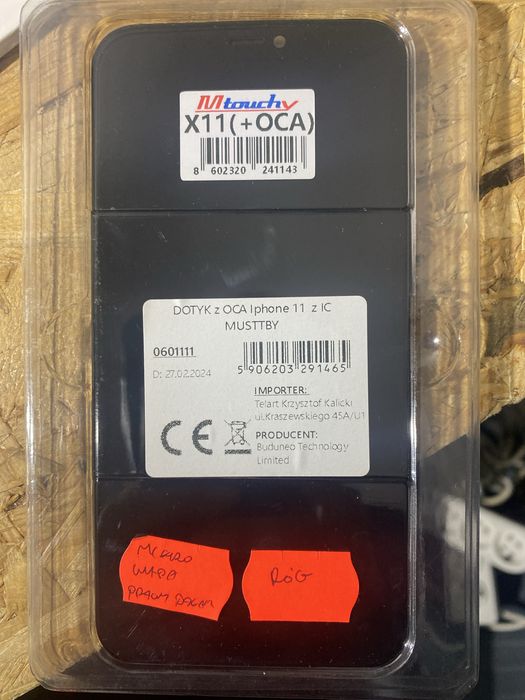 Mtouchy
X11(+OCA)
8 602320 241143
DOTYK z OCA Iphone 11 z IC
MUSTTBY
0601111
5 906203 291465
D: 27.02.2024
IMPORTER:
Telart Krzysztof Kalicki
ul.Kraszewskiego 45A/U1
CE
PRODUCENT:
Buduneo Technology
Limited
RÓG